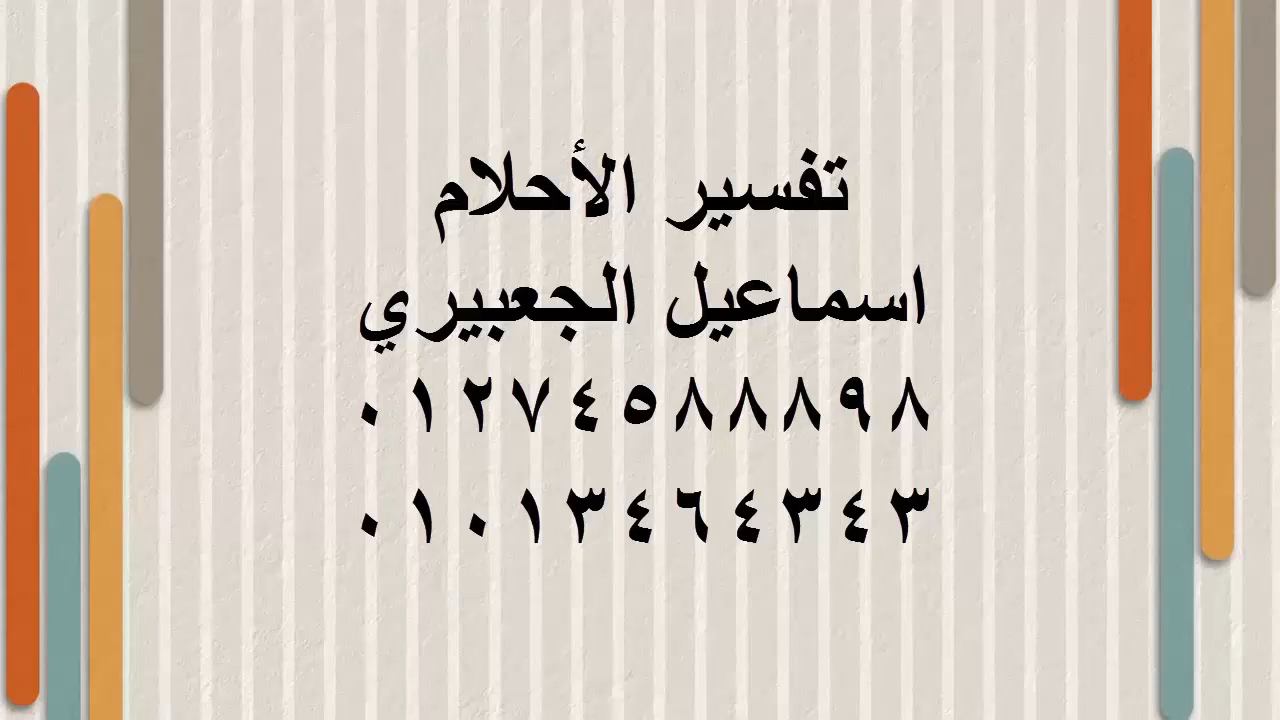 تفسير الأحلام
اسماعيل الجعبيري
٠١٢٧٤٥٨٨٨٩٨
٠١٠١٣٤٦٤٣٤٣